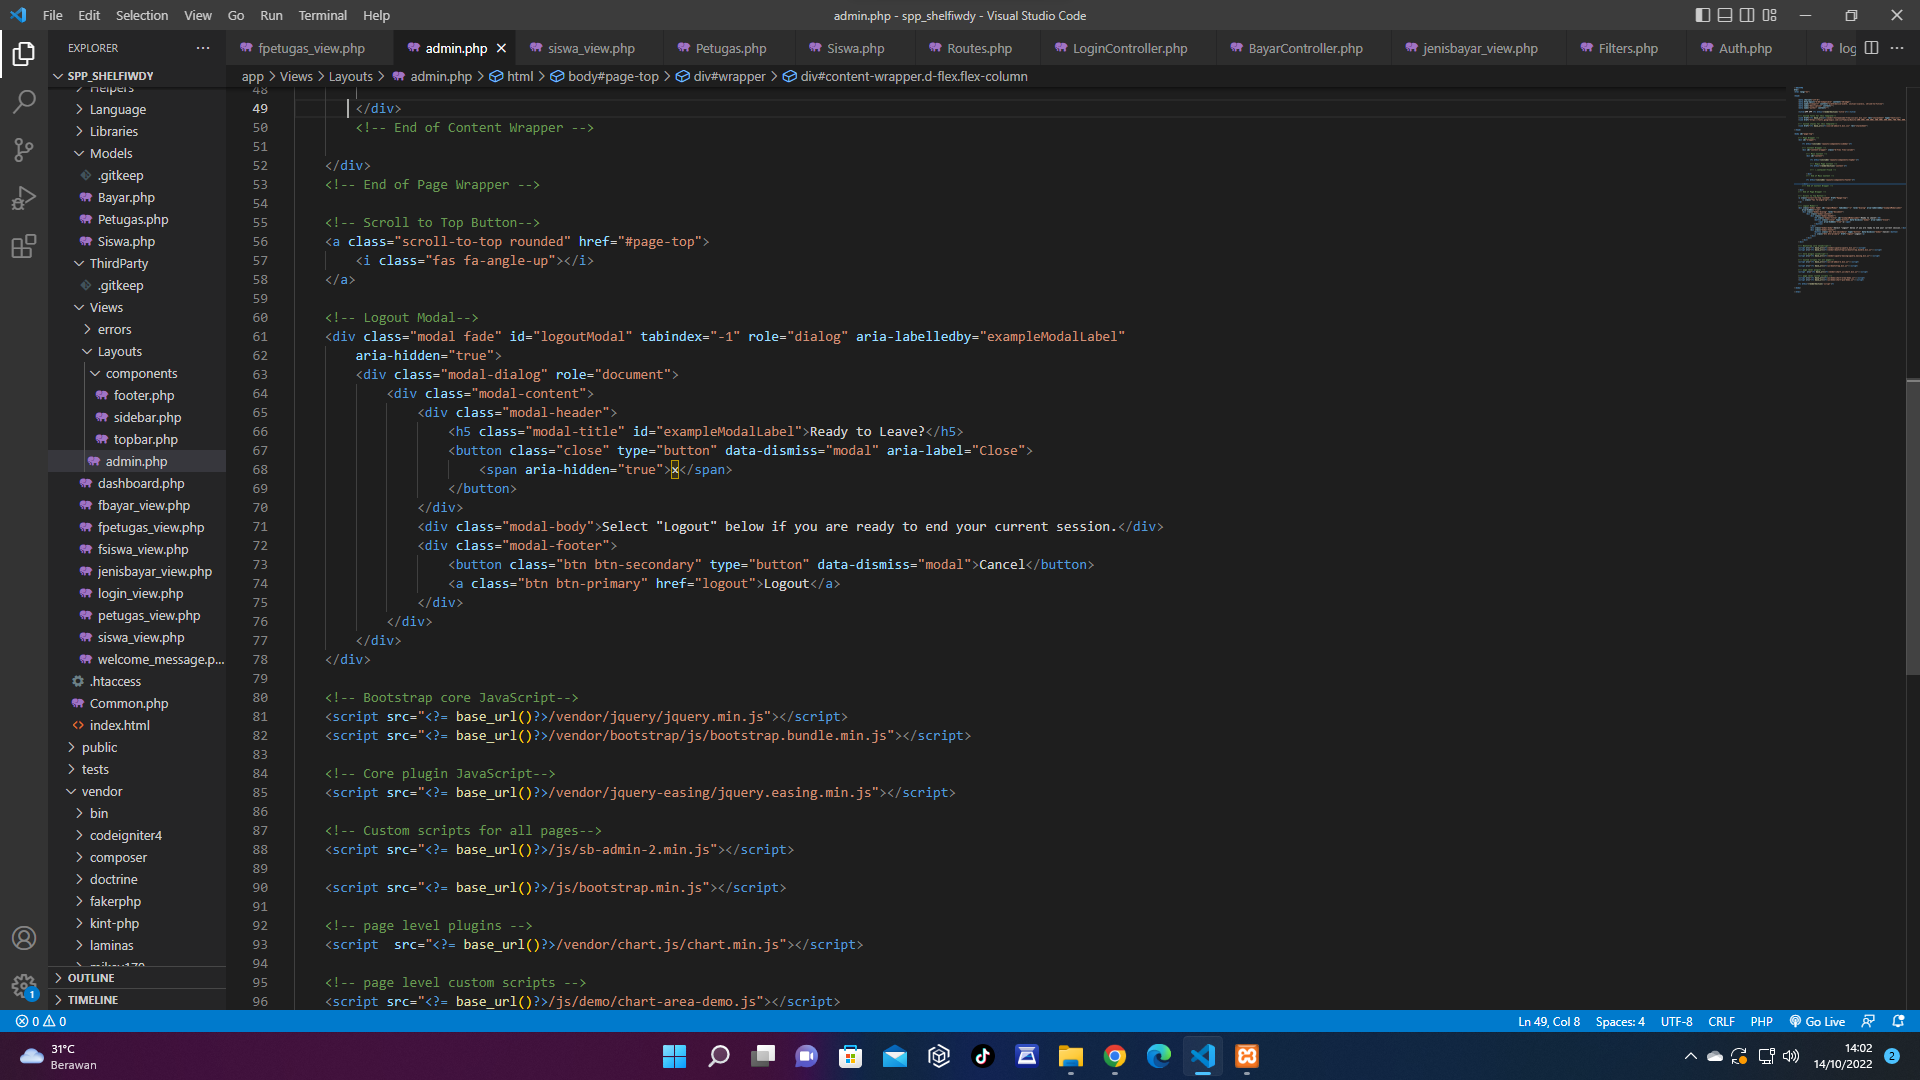 File Edit Selection View Go Run Terminal Help
admin.php - spp_shelfiwdy - Visual Studio Code
EXPLORER
fpetugas_view.php admin.php siswa_view.php Petugas.php Siswa.php Routes.php LoginController.php BayarController.php jenisbayar_view.php Filters.php Auth.php log
SPP_SHELFIWDY
app > Views > Layouts > admin.php > html > body#page-top > div#wrapper > div#content-wrapper.d-flex.flex-column
Helpers
Language
Libraries
Models
.gitkeep
Bayar.php
Petugas.php
Siswa.php
ThirdParty
.gitkeep
Views
errors
Layouts
components
footer.php
sidebar.php
topbar.php
admin.php
dashboard.php
fbayar_view.php
fpetugas_view.php
fsiswa_view.php
jenisbayar_view.php
login_view.php
petugas_view.php
siswa_view.php
welcome_message.p...
.htaccess
Common.php
index.html
public
tests
vendor
bin
codeigniter4
composer
doctrine
fakerphp
kint-php
laminas
OUTLINE
TIMELINE
48
49 </div>
50 <!-- End of Content Wrapper -->
51
52 </div>
53 <!-- End of Page Wrapper -->
54
55 <!-- Scroll to Top Button-->
56 <a class="scroll-to-top rounded" href="#page-top">
57 <i class="fas fa-angle-up"></i>
58 </a>
59
60 <!-- Logout Modal-->
61 <div class="modal fade" id="logoutModal" tabindex="-1" role="dialog" aria-labelledby="exampleModalLabel"
62 aria-hidden="true">
63 <div class="modal-dialog" role="document">
64 <div class="modal-content">
65 <div class="modal-header">
66 <h5 class="modal-title" id="exampleModalLabel">Ready to Leave?</h5>
67 <button class="close" type="button" data-dismiss="modal" aria-label="Close">
68 <span aria-hidden="true">×</span>
69 </button>
70 </div>
71 <div class="modal-body">Select "Logout" below if you are ready to end your current session.</div>
72 <div class="modal-footer">
73 <button class="btn btn-secondary" type="button" data-dismiss="modal">Cancel</button>
74 <a class="btn btn-primary" href="logout">Logout</a>
75 </div>
76 </div>
77 </div>
78 </div>
79
80 <!-- Bootstrap core JavaScript-->
81 <script src="<?= base_url()?>/vendor/jquery/jquery.min.js"></script>
82 <script src="<?= base_url()?>/vendor/bootstrap/js/bootstrap.bundle.min.js"></script>
83
84 <!-- Core plugin JavaScript-->
85 <script src="<?= base_url()?>/vendor/jquery-easing/jquery.easing.min.js"></script>
86
87 <!-- Custom scripts for all pages-->
88 <script src="<?= base_url()?>/js/sb-admin-2.min.js"></script>
89
90 <script src="<?= base_url()?>/js/bootstrap.min.js"></script>
91
92 <!-- page level plugins -->
93 <script  src="<?= base_url()?>/vendor/chart.js/chart.min.js"></script>
94
95 <!-- page level custom scripts -->
96 <script src="<?= base_url()?>/js/demo/chart-area-demo.js"></script>
1
0 0
Ln 49, Col 8 Spaces: 4 UTF-8 CRLF PHP Go Live
31°C
Berawan
14:02
14/10/2022
2